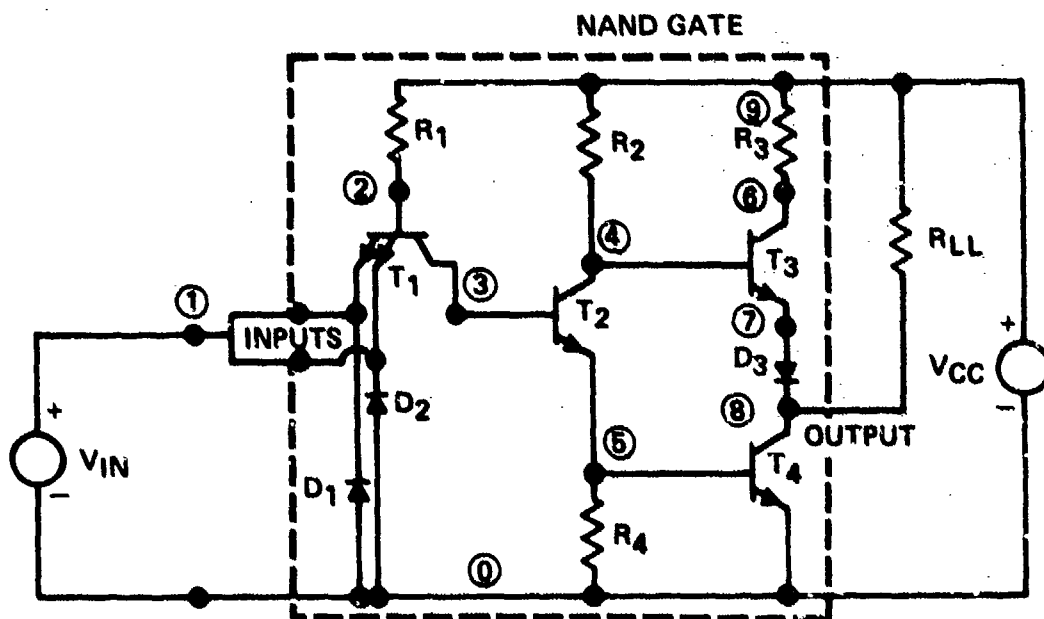 NAND GATE
R1
R2
⑨
R3
②
⑥
④
RLL
T1
T3
③
①
T2
⑦
INPUTS
D3
+
VCC
−
D2
⑧
OUTPUT
+
VIN
−
⑤
T4
D1
R4
⓪